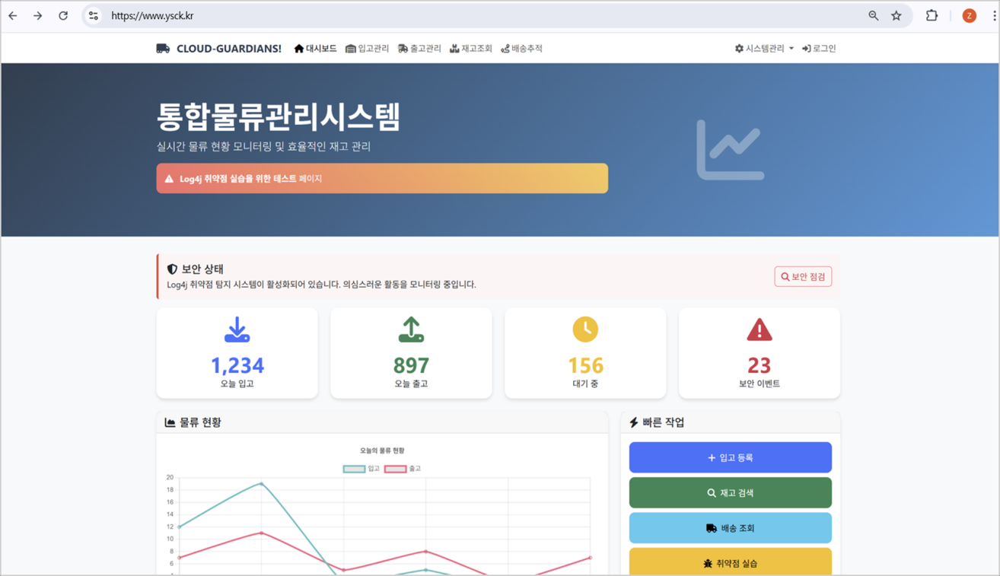 https://www.ysck.kr
Z
CLOUD-GUARDIANS! 대시보드 입고관리 출고관리 재고조회 배송추적 시스템관리 로그인
통합물류관리시스템
실시간 물류 현황 모니터링 및 효율적인 재고 관리
Log4j 취약점 실습을 위한 테스트 페이지
보안 상태
Log4j 취약점 탐지 시스템이 활성화되어 있습니다. 의심스러운 활동을 모니터링 중입니다.
보안 점검
1,234
오늘 입고
897
오늘 출고
156
대기 중
23
보안 이벤트
물류 현황
오늘의 물류 현황
입고 출고
20
18
16
14
12
10
8
6
빠른 작업
+ 입고 등록
재고 검색
배송 조회
취약점 실습